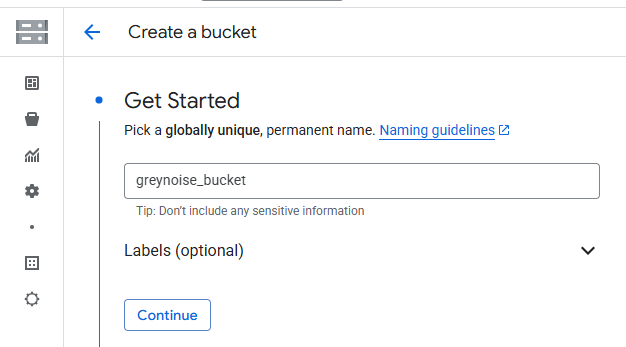 Create a bucket
Get Started
Pick a globally unique, permanent name. Naming guidelines
greynoise_bucket
Tip: Don't include any sensitive information
Labels (optional)
Continue